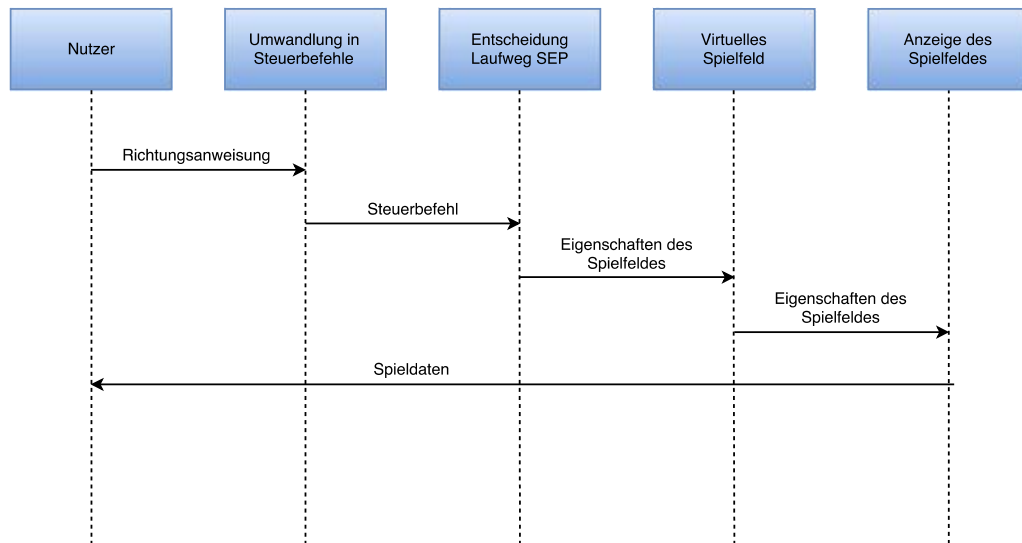 Nutzer
Umwandlung in
Steuerbefehle
Entscheidung
Laufweg SEP
Virtuelles
Spielfeld
Anzeige des
Spielfeldes
Richtungsanweisung
Steuerbefehl
Eigenschaften des
Spielfeldes
Eigenschaften des
Spielfeldes
Spieldaten